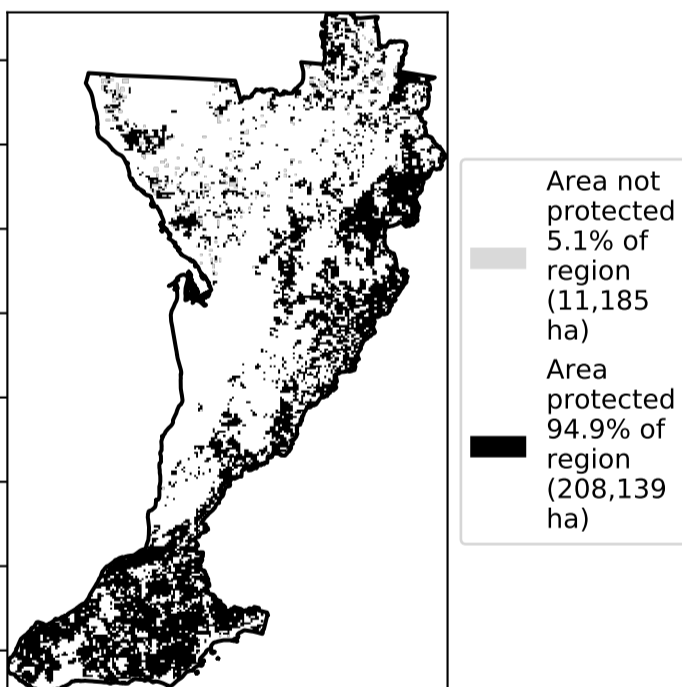 Area not
protected
5.1% of
region
(11,185
ha)
Area
protected
94.9% of
region
(208,139
ha)